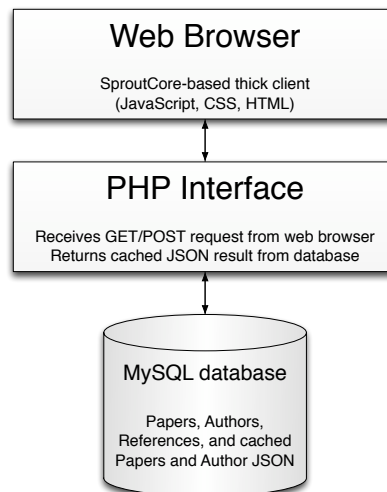 Web Browser
SproutCore-based thick client
(JavaScript, CSS, HTML)
PHP Interface
Receives GET/POST request from web browser
Returns cached JSON result from database
MySQL database
Papers, Authors,
References, and cached
Papers and Author JSON